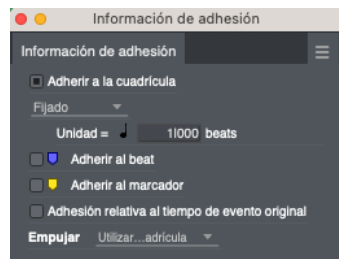 Información de adhesión
Información de adhesión
Adherir a la cuadrícula
Fijado
Unidad = 1|000 beats
Adherir al beat
Adherir al marcador
Adhesión relativa al tiempo de evento original
Empujar Utilizar...adrícula